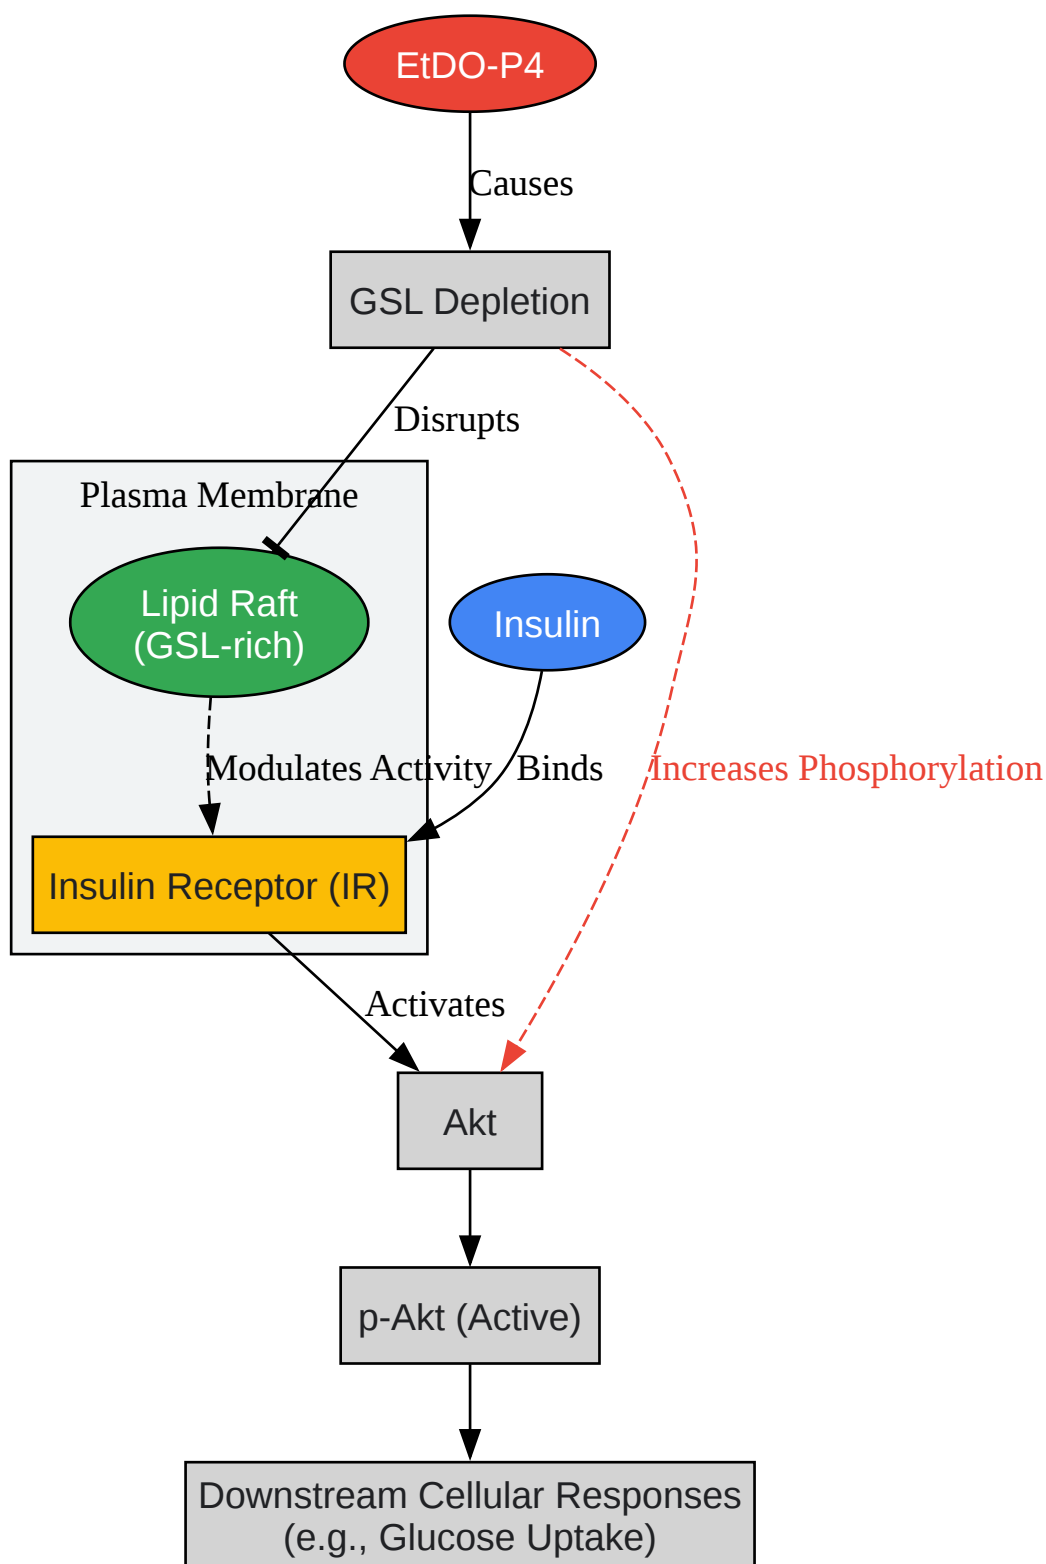 EtDO-P4
Causes
GSL Depletion
Disrupts
Plasma Membrane
Lipid Raft
(GSL-rich)
Insulin
Modulates Activity
Binds
Increases Phosphorylation
Insulin Receptor (IR)
Activates
Akt
p-Akt (Active)
Downstream Cellular Responses
(e.g., Glucose Uptake)